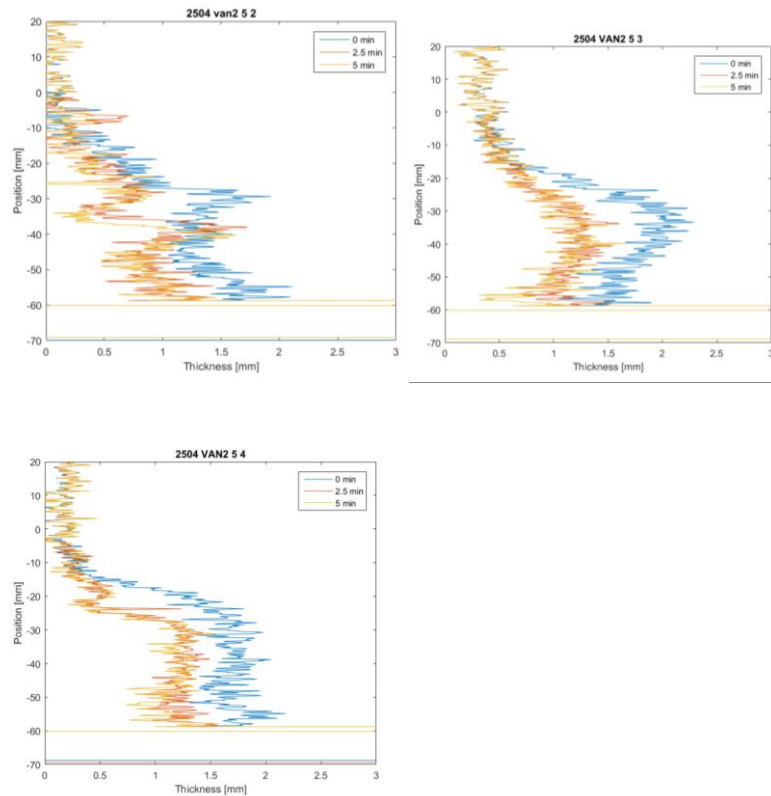 2504 van2 5 2
0 min
2.5 min
5 min
20
10
0
-10
-20
-30
-40
-50
-60
-70
Position [mm]
0 0.5 1 1.5 2 2.5 3
Thickness [mm]
2504 VAN2 5 3
0 min
2.5 min
5 min
20
10
0
-10
-20
-30
-40
-50
-60
-70
Position [mm]
0 0.5 1 1.5 2 2.5 3
Thickness [mm]
2504 VAN2 5 4
0 min
2.5 min
5 min
20
10
0
-10
-20
-30
-40
-50
-60
-70
Position [mm]
0 0.5 1 1.5 2 2.5 3
Thickness [mm]